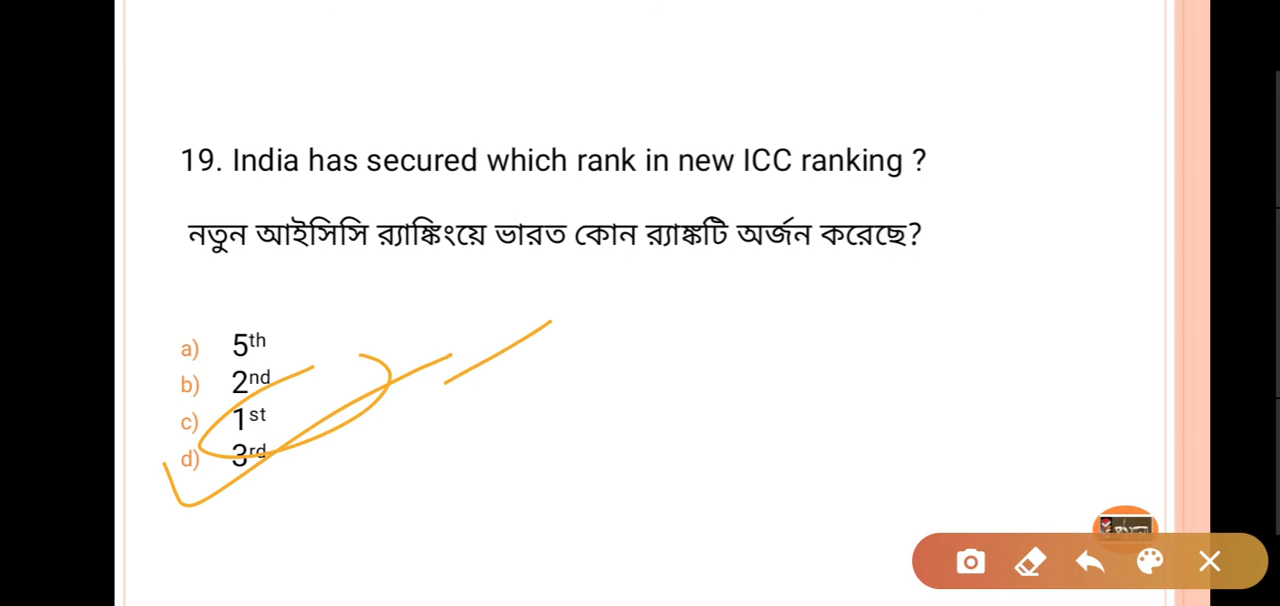 19. India has secured which rank in new ICC ranking ?
নতুন আইসিসি র‍্যাঙ্কিংয়ে ভারত কোন র‍্যাঙ্কটি অর্জন করেছে?
a) 5th
b) 2nd
c) 1st
d) 3rd